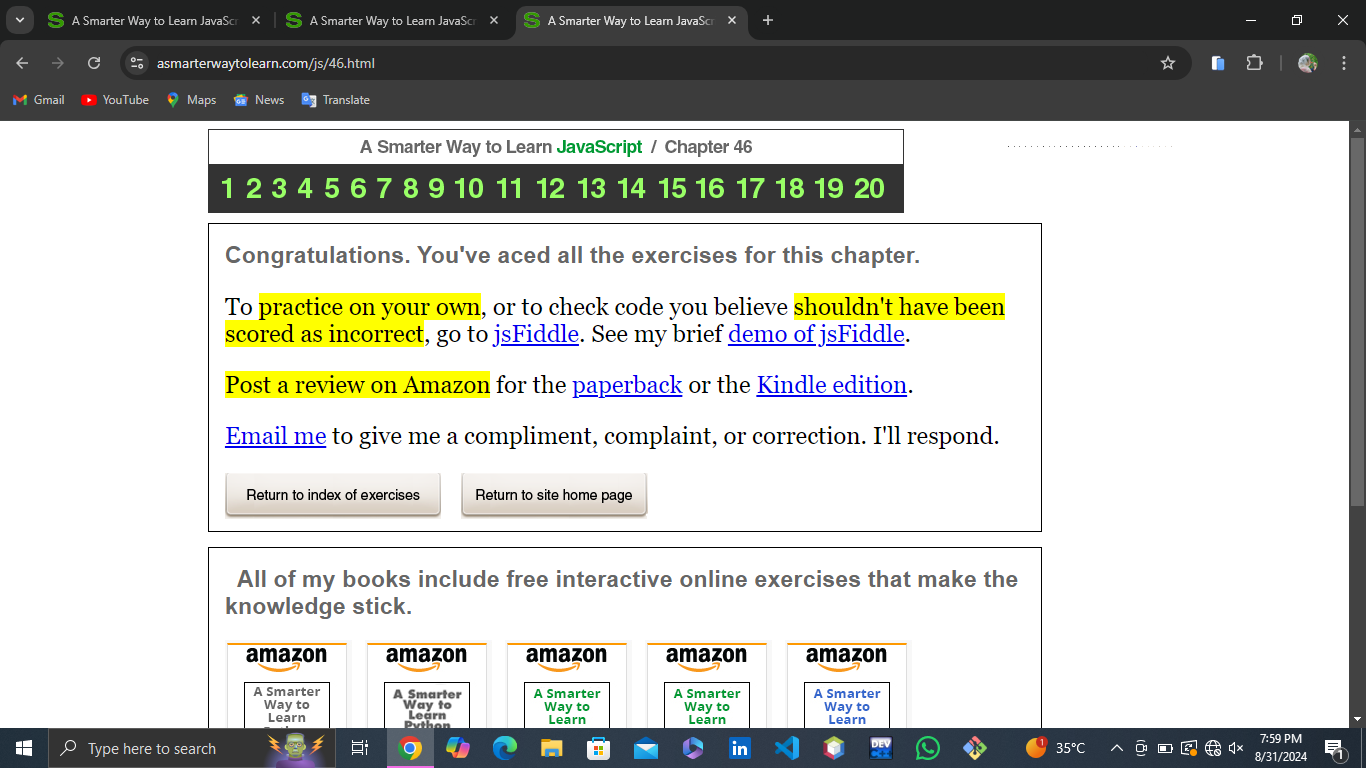 A Smarter Way to Learn JavaSc
A Smarter Way to Learn JavaSc
A Smarter Way to Learn JavaSc
asmarterwaytolearn.com/js/46.html
Gmail
YouTube
Maps
News
Translate
A Smarter Way to Learn JavaScript / Chapter 46
1 2 3 4 5 6 7 8 9 10 11 12 13 14 15 16 17 18 19 20
Congratulations. You've aced all the exercises for this chapter.
To practice on your own, or to check code you believe shouldn't have been
scored as incorrect, go to jsFiddle. See my brief demo of jsFiddle.
Post a review on Amazon for the paperback or the Kindle edition.
Email me to give me a compliment, complaint, or correction. I'll respond.
Return to index of exercises
Return to site home page
All of my books include free interactive online exercises that make the
knowledge stick.
amazon
amazon
amazon
amazon
amazon
A Smarter
Way to
Learn
A Smarter
Way to
Learn
Python
A Smarter
Way to
Learn
A Smarter
Way to
Learn
A Smarter
Way to
Learn
Type here to search
in
DEV
1
35°C
7:59 PM
8/31/2024
1